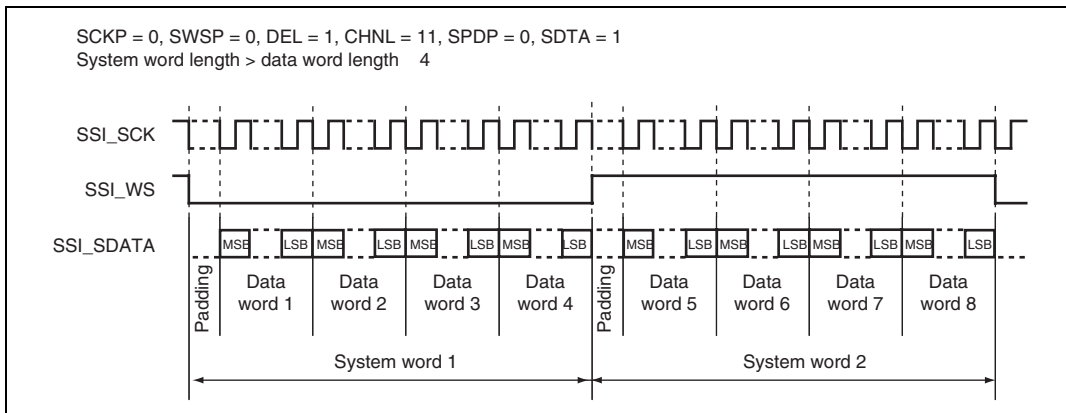 SCKP = 0, SWSP = 0, DEL = 1, CHNL = 11, SPDP = 0, SDTA = 1
System word length > data word length 4
SSI_SCK
SSI_WS
SSI_SDATA
MSB LSB MSB LSB MSB LSB MSB LSB MSB LSB MSB LSB MSB LSB MSB LSB
Padding Data word 1 Data word 2 Data word 3 Data word 4 Padding Data word 5 Data word 6 Data word 7 Data word 8
System word 1 System word 2